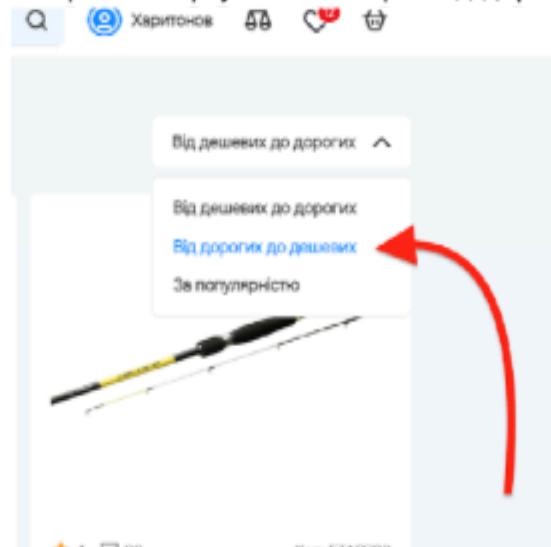 Харитонов
Від дешевих до дорогих
Від дешевих до дорогих
Від дорогих до дешевих
За популярністю